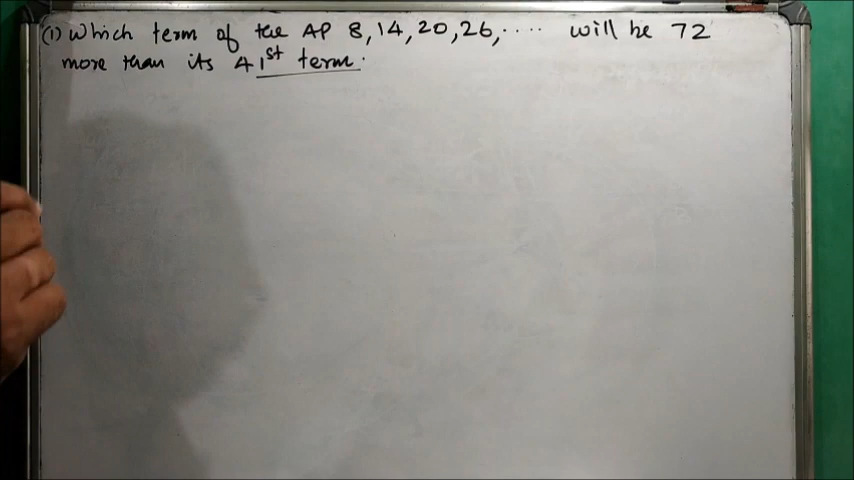 (1) Which term of the AP 8, 14, 20, 26, .... will be 72
more than its 41st term.